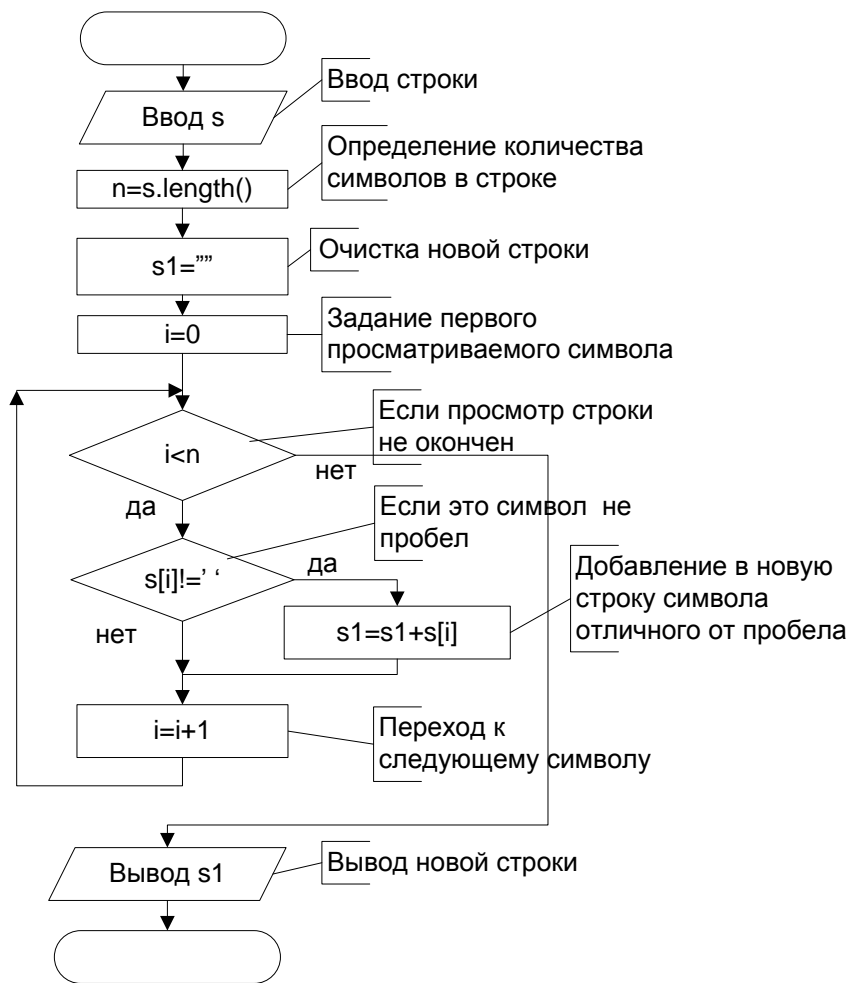 Ввод строки
Ввод s
Определение количества
символов в строке
n=s.length()
Очистка новой строки
s1=””
Задание первого
просматриваемого символа
i=0
Если просмотр строки
не окончен
i<n
нет
да
Если это символ не
пробел
s[i]!=’ ‘
да
нет
Добавление в новую
строку символа
отличного от пробела
s1=s1+s[i]
i=i+1
Переход к
следующему символу
Вывод s1
Вывод новой строки